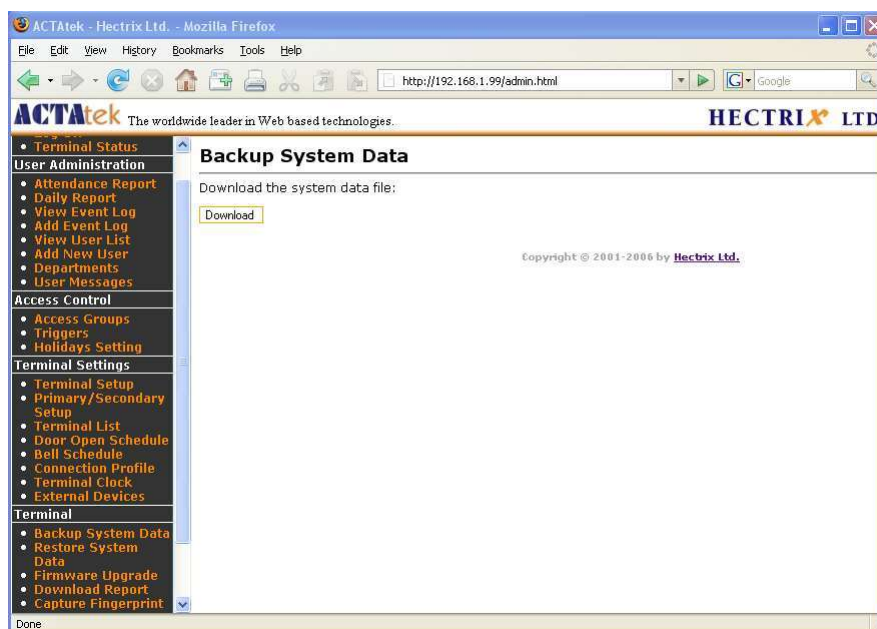 ACTAtek - Hectrix Ltd. - Mozilla Firefox
File Edit View History Bookmarks Tools Help
http://192.168.1.99/admin.html
G Google
ACTAtek The worldwide leader in Web based technologies.
HECTRIX LTD
Terminal Status
User Administration
Attendance Report
Daily Report
View Event Log
Add Event Log
View User List
Add New User
Departments
User Messages
Access Control
Access Groups
Triggers
Holidays Setting
Terminal Settings
Terminal Setup
Primary/Secondary
Setup
Terminal List
Door Open Schedule
Bell Schedule
Connection Profile
Terminal Clock
External Devices
Terminal
Backup System Data
Restore System
Data
Firmware Upgrade
Download Report
Capture Fingerprint
Backup System Data
Download the system data file:
Download
Copyright © 2001-2006 by Hectrix Ltd.
Done